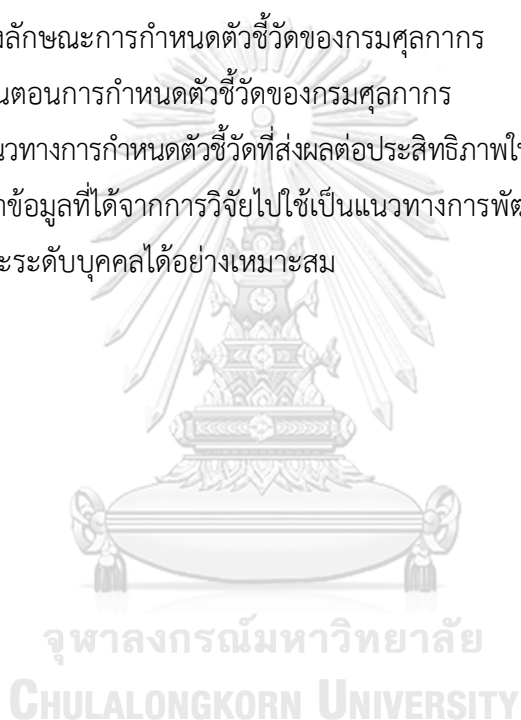 งลักษณะการกำหนดตัวชี้วัดของกรมศุลกากร
นตอนการกำหนดตัวชี้วัดของกรมศุลกากร
นวทางการกำหนดตัวชี้วัดที่ส่งผลต่อประสิทธิภาพใ
าข้อมูลที่ได้จากการวิจัยไปใช้เป็นแนวทางการพัฒ
ะระดับบุคคลได้อย่างเหมาะสม
จุฬาลงกรณ์มหาวิทยาลัย
CHULALONGKORN UNIVERSITY